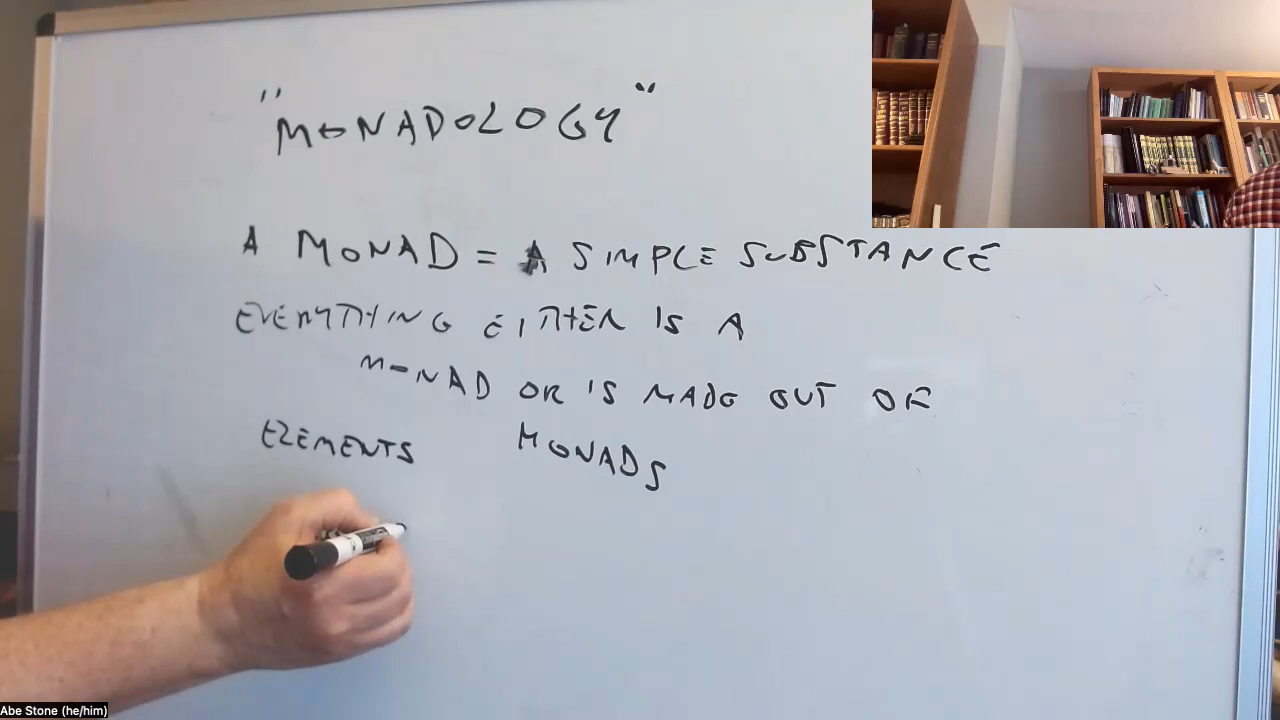 "MONADOLOGY"
A MONAD = A SIMPLE SUBSTANCE
EVERYTHING EITHER IS A
MONAD OR IS MADE OUT OF
ELEMENTS MONADS
Abe Stone (he/him)